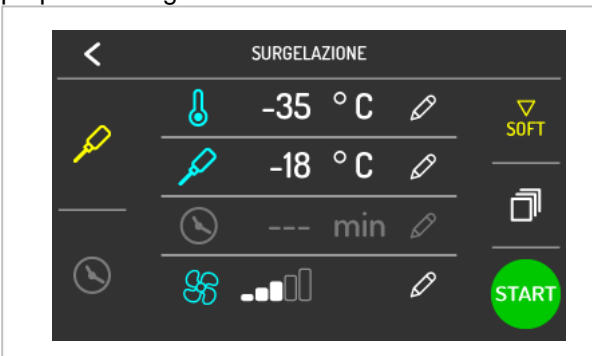 SURGELAZIONE
-35 °C
SOFT
-18 °C
--- min
START